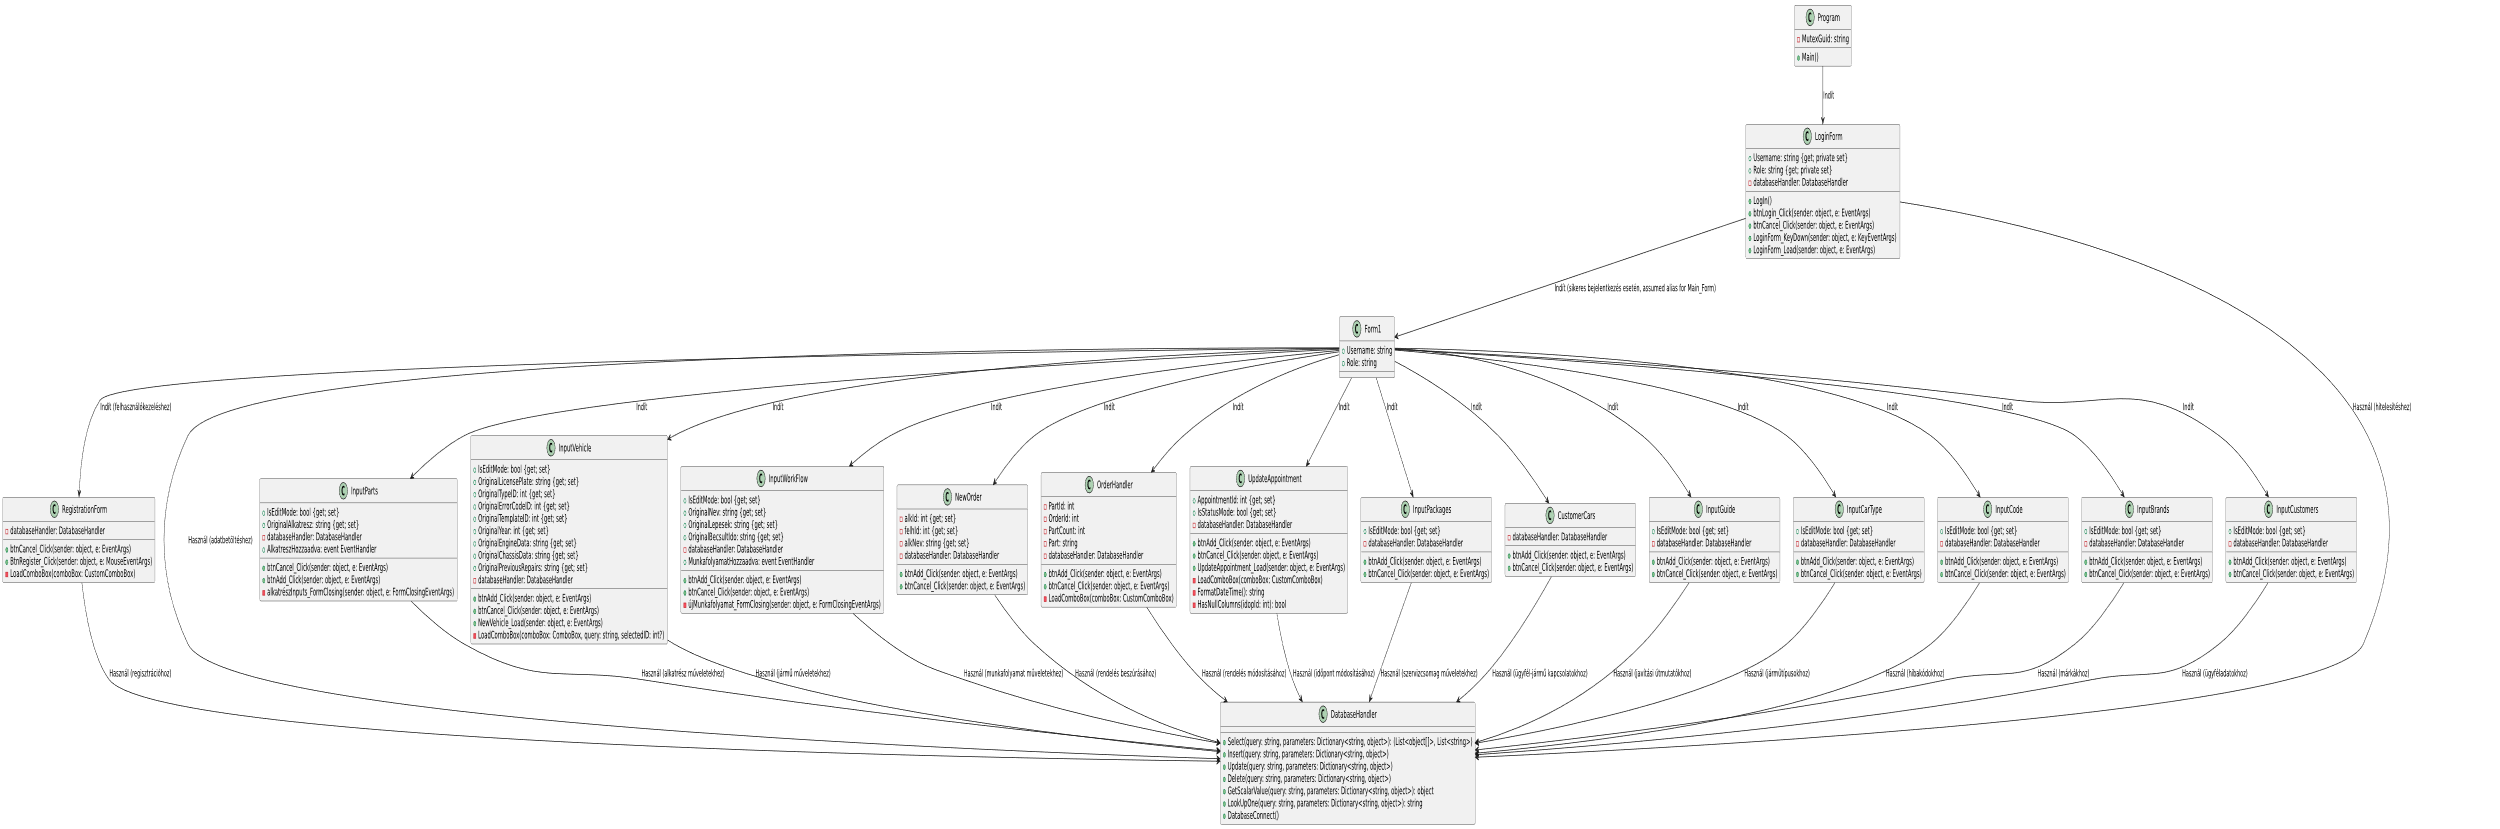 Program
MutexGuid: string
Main()
Indít
LoginForm
Username: string {get; private set}
Role: string {get; private set}
databaseHandler: DatabaseHandler
Login()
btnLogin_Click(sender: object, e: EventArgs)
btnCancel_Click(sender: object, e: EventArgs)
LoginForm_KeyDown(sender: object, e: KeyEventArgs)
LoginForm_Load(sender: object, e: EventArgs)
Indít (sikeres bejelentkezés esetén, assumed alias for Main_Form)
Form1
Username: string
Role: string
Indít (felhasználókezeléshez)
Indít
Indít
Indít
Indít
Indít
Indít
Indít
Indít
Indít
Indít
Indít
Indít
Indít
Használ (hitelesítéshez)
RegistrationForm
databaseHandler: DatabaseHandler
btnCancel_Click(sender: object, e: EventArgs)
BtnRegister_Click(sender: object, e: MouseEventArgs)
LoadComboBox(comboBox: CustomComboBox)
Használ (adatbetöltéshez)
InputParts
IsEditMode: bool {get; set}
OriginalAlkatresz: string {get; set}
databaseHandler: DatabaseHandler
AlkatreszHozzaadva: event EventHandler
btnCancel_Click(sender: object, e: EventArgs)
btnAdd_Click(sender: object, e: EventArgs)
alkatrészInputs_FormClosing(sender: object, e: FormClosingEventArgs)
InputVehicle
IsEditMode: bool {get; set}
OriginalLicensePlate: string {get; set}
OriginalTypeID: int {get; set}
OriginalErrorCodeID: int {get; set}
OriginalTemplateID: int {get; set}
OriginalYear: int {get; set}
OriginalEngineData: string {get; set}
OriginalChassisData: string {get; set}
OriginalPreviousRepairs: string {get; set}
databaseHandler: DatabaseHandler
btnAdd_Click(sender: object, e: EventArgs)
btnCancel_Click(sender: object, e: EventArgs)
NewVehicle_Load(sender: object, e: EventArgs)
LoadComboBox(comboBox: ComboBox, query: string, selectedID: int?)
InputWorkFlow
IsEditMode: bool {get; set}
OriginalNev: string {get; set}
OriginalLepesek: string {get; set}
OriginalBecsultIdo: string {get; set}
databaseHandler: DatabaseHandler
MunkafolyamatHozzaadva: event EventHandler
btnAdd_Click(sender: object, e: EventArgs)
btnCancel_Click(sender: object, e: EventArgs)
újMunkafolyamat_FormClosing(sender: object, e: FormClosingEventArgs)
NewOrder
alkId: int {get; set}
felhId: int {get; set}
alkNev: string {get; set}
databaseHandler: DatabaseHandler
btnAdd_Click(sender: object, e: EventArgs)
btnCancel_Click(sender: object, e: EventArgs)
OrderHandler
PartId: int
OrderId: int
PartCount: int
Part: string
databaseHandler: DatabaseHandler
btnAdd_Click(sender: object, e: EventArgs)
btnCancel_Click(sender: object, e: EventArgs)
LoadComboBox(comboBox: CustomComboBox)
UpdateAppointment
AppointmentId: int {get; set}
IsStatusMode: bool {get; set}
databaseHandler: DatabaseHandler
btnAdd_Click(sender: object, e: EventArgs)
btnCancel_Click(sender: object, e: EventArgs)
UpdateAppointment_Load(sender: object, e: EventArgs)
LoadComboBox(comboBox: CustomComboBox)
FormatDateTime(): string
HasNullColumns(idopId: int): bool
InputPackages
IsEditMode: bool {get; set}
databaseHandler: DatabaseHandler
btnAdd_Click(sender: object, e: EventArgs)
btnCancel_Click(sender: object, e: EventArgs)
CustomerCars
databaseHandler: DatabaseHandler
btnAdd_Click(sender: object, e: EventArgs)
btnCancel_Click(sender: object, e: EventArgs)
InputGuide
IsEditMode: bool {get; set}
databaseHandler: DatabaseHandler
btnAdd_Click(sender: object, e: EventArgs)
btnCancel_Click(sender: object, e: EventArgs)
InputCarType
IsEditMode: bool {get; set}
databaseHandler: DatabaseHandler
btnAdd_Click(sender: object, e: EventArgs)
btnCancel_Click(sender: object, e: EventArgs)
InputCode
IsEditMode: bool {get; set}
databaseHandler: DatabaseHandler
btnAdd_Click(sender: object, e: EventArgs)
btnCancel_Click(sender: object, e: EventArgs)
InputBrands
IsEditMode: bool {get; set}
databaseHandler: DatabaseHandler
btnAdd_Click(sender: object, e: EventArgs)
btnCancel_Click(sender: object, e: EventArgs)
InputCustomers
IsEditMode: bool {get; set}
databaseHandler: DatabaseHandler
btnAdd_Click(sender: object, e: EventArgs)
btnCancel_Click(sender: object, e: EventArgs)
Használ (regisztrációhoz)
Használ (alkatrész műveletekhez)
Használ (jármű műveletekhez)
Használ (munkafolyamat műveletekhez)
Használ (rendelés beszúrásához)
Használ (rendelés módosításához)
Használ (időpont módosításához)
Használ (szervizcsomag műveletekhez)
Használ (ügyfél-jármű kapcsolatokhoz)
Használ (javítási útmutatókhoz)
Használ (járműtípusokhoz)
Használ (hibakódokhoz)
Használ (márkákhoz)
Használ (ügyféladatokhoz)
DatabaseHandler
Select(query: string, parameters: Dictionary<string, object>): (List<object[]>, List<string>)
Insert(query: string, parameters: Dictionary<string, object>)
Update(query: string, parameters: Dictionary<string, object>)
Delete(query: string, parameters: Dictionary<string, object>)
GetScalarValue(query: string, parameters: Dictionary<string, object>): object
LookUpOne(query: string, parameters: Dictionary<string, object>): string
DatabaseConnect()